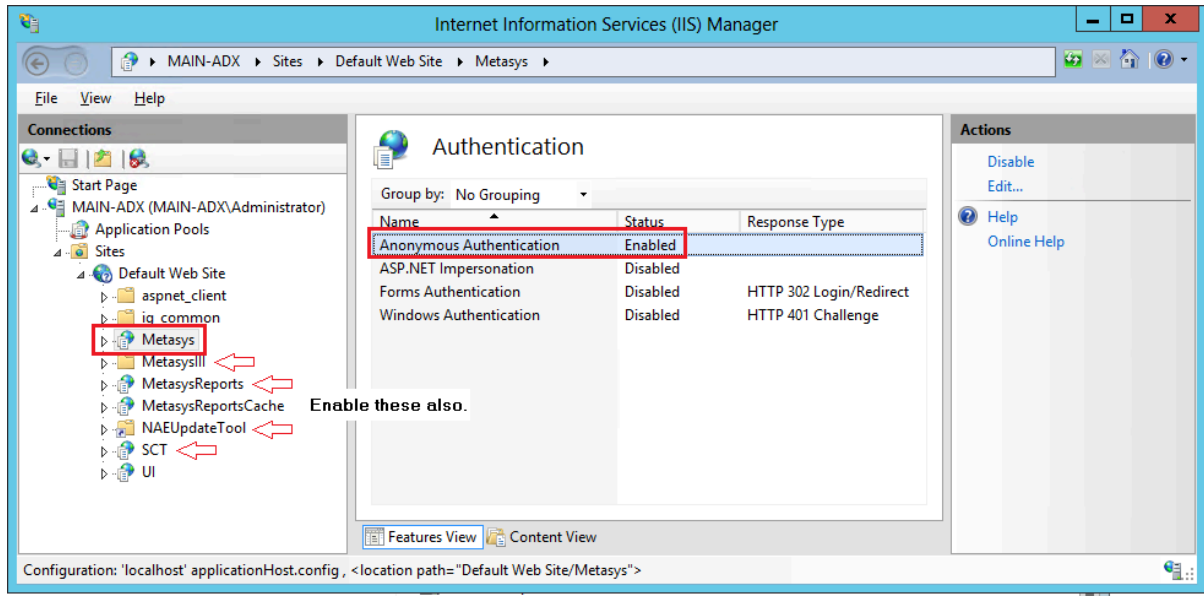 Internet Information Services (IIS) Manager
MAIN-ADX Sites Default Web Site Metasys
File View Help
Connections
Start Page
MAIN-ADX (MAIN-ADX\Administrator)
Application Pools
Sites
Default Web Site
aspnet_client
iq_common
Metasys
MetasysIII
MetasysReports
MetasysReportsCache
NAEUpdateTool
SCT
UI
Enable these also.
Authentication
Group by: No Grouping
Name Status Response Type
Anonymous Authentication Enabled
ASP.NET Impersonation Disabled
Forms Authentication Disabled HTTP 302 Login/Redirect
Windows Authentication Disabled HTTP 401 Challenge
Features View Content View
Actions
Disable
Edit...
Help
Online Help
Configuration: 'localhost' applicationHost.config , <location path="Default Web Site/Metasys">